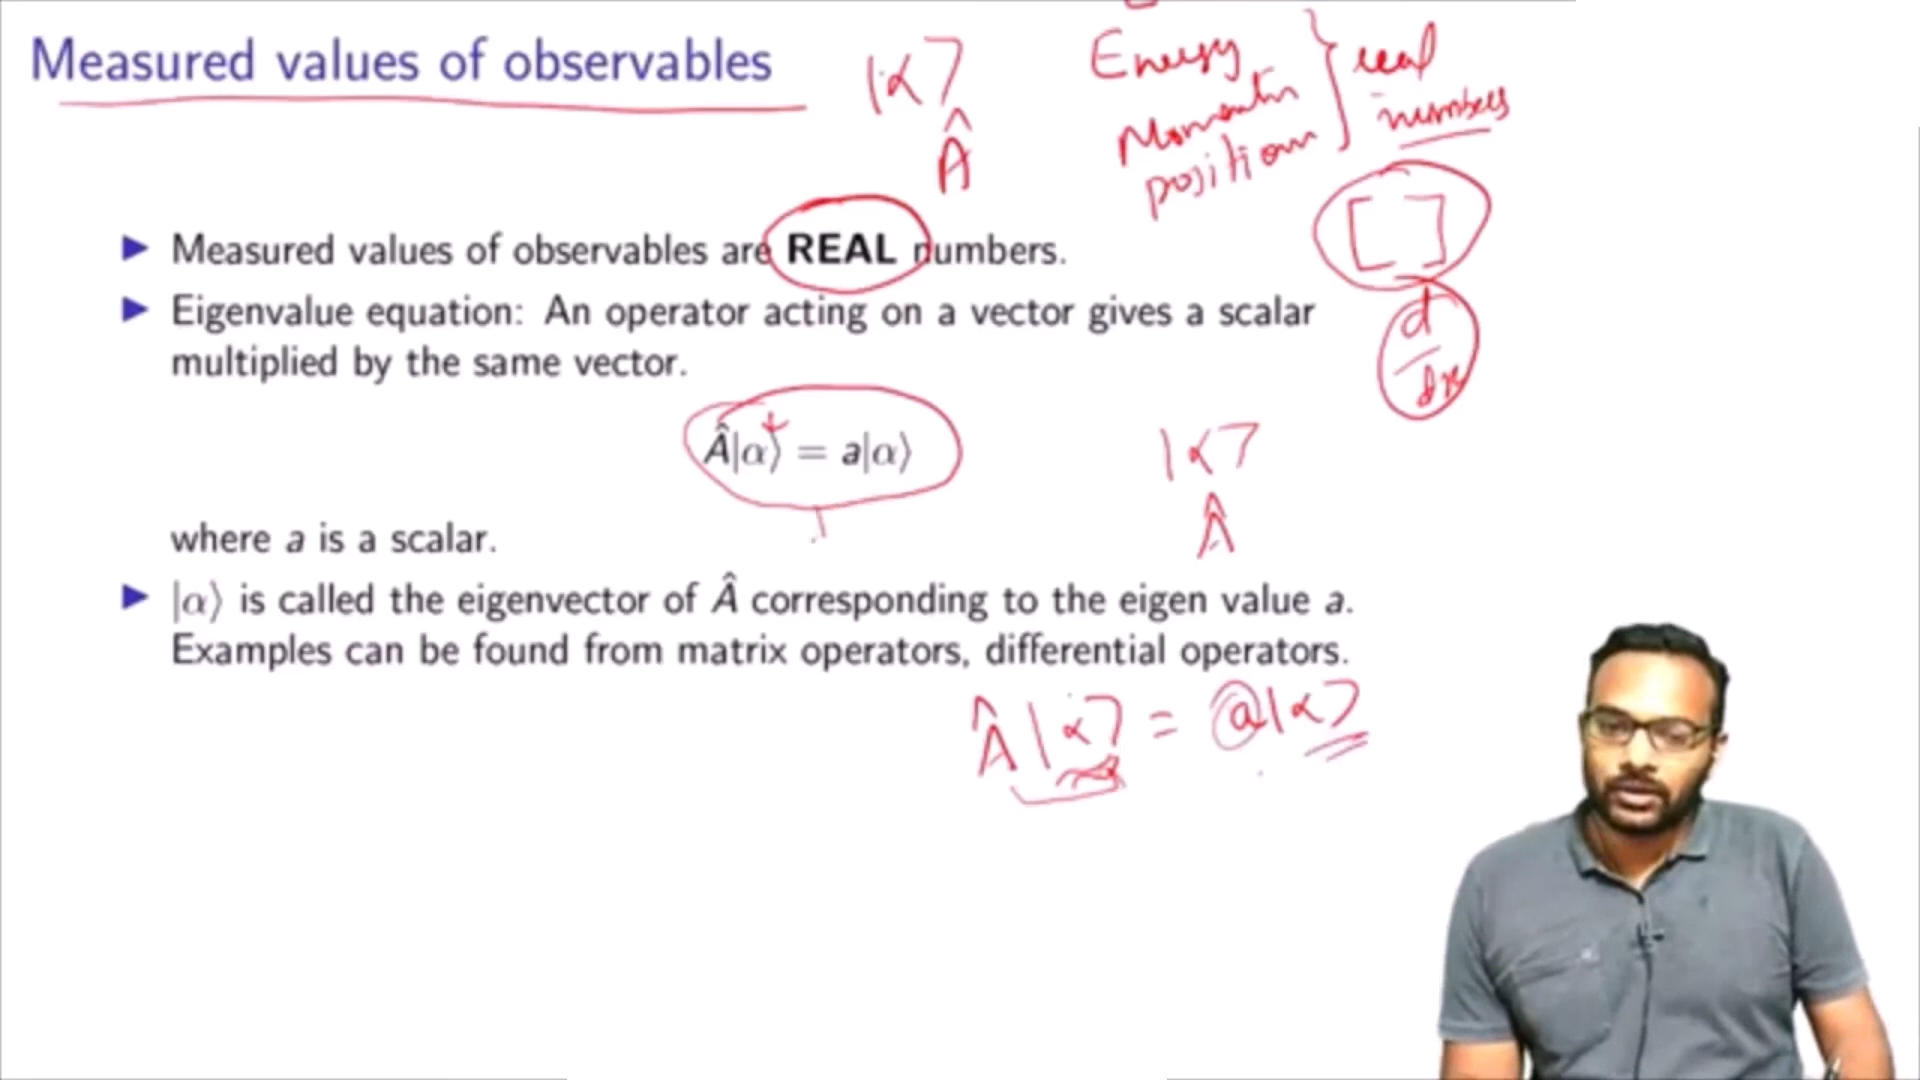 Measured values of observables
|α⟩
Â
Energy
Momentum
position
real
numbers
[ ]
▶ Measured values of observables are REAL numbers.
▶ Eigenvalue equation: An operator acting on a vector gives a scalar
multiplied by the same vector.
d
dx
Â|α⟩ = a|α⟩
|α⟩
Â
where a is a scalar.
▶ |α⟩ is called the eigenvector of Â corresponding to the eigen value a.
Examples can be found from matrix operators, differential operators.
Â|α⟩ = a|α⟩